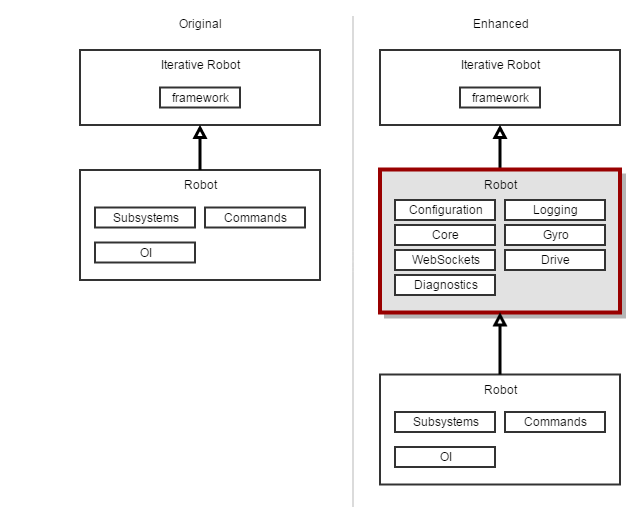 Original
Iterative Robot
framework
Robot
Subsystems
Commands
OI
Enhanced
Iterative Robot
framework
Robot
Configuration
Logging
Core
Gyro
WebSockets
Drive
Diagnostics
Robot
Subsystems
Commands
OI